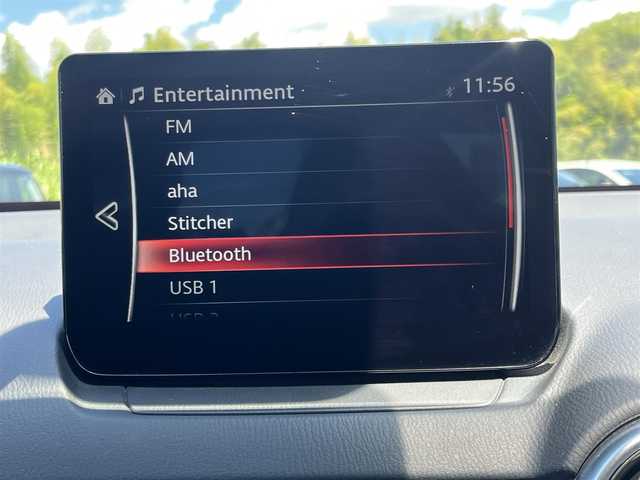 Entertainment 11:56
FM
AM
aha
Stitcher
Bluetooth
USB 1